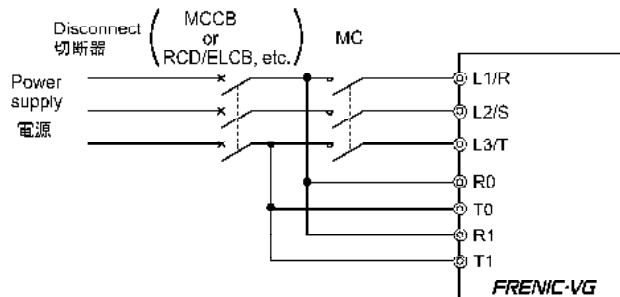 Disconnect
切断器
MCCB
or
RCD/ELCB, etc.
MC
Power
supply
電源
L1/R
L2/S
L3/T
R0
T0
R1
T1
FRENIC-VG